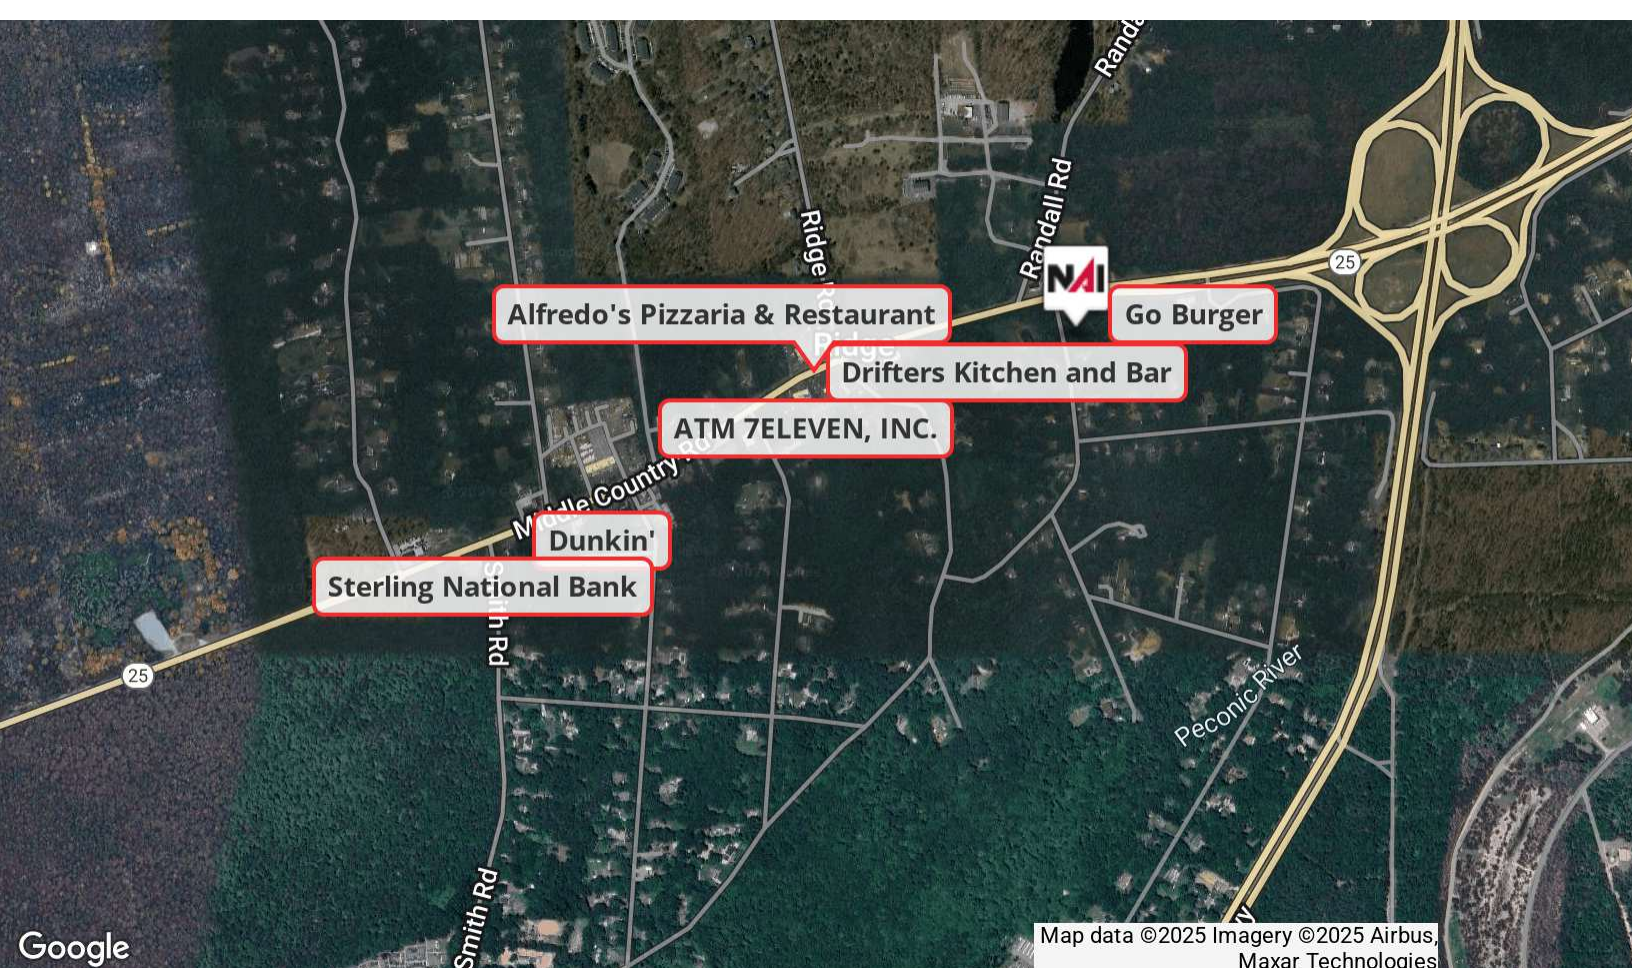 Randa
Randall Rd
Ridge Rd
NAI
25
Alfredo's Pizzaria & Restaurant
Go Burger
Ridge
Drifters Kitchen and Bar
ATM 7ELEVEN, INC.
Middle Country Rd
Dunkin'
Sterling National Bank
Smith Rd
25
Peconic River
Smith Rd
wy
Google
Map data ©2025 Imagery ©2025 Airbus,
Maxar Technologies